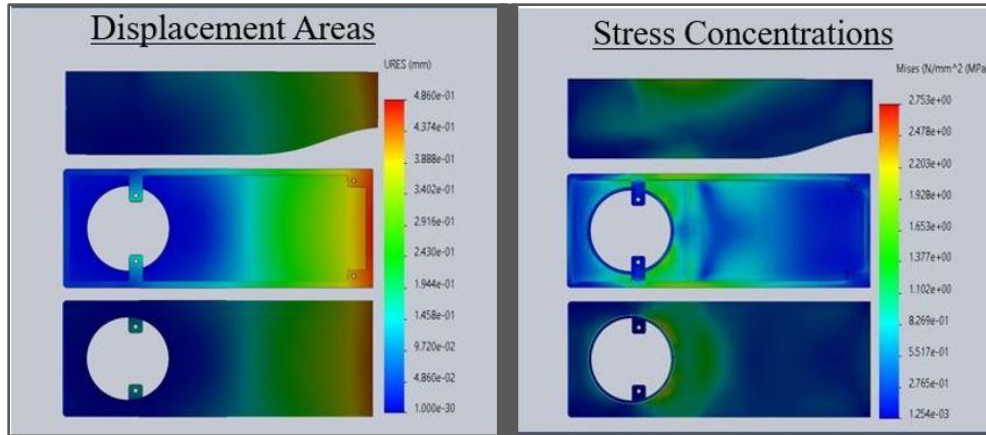 Displacement Areas
URES (mm)
4.860e-01
4.374e-01
3.888e-01
3.402e-01
2.916e-01
2.430e-01
1.944e-01
1.458e-01
9.720e-02
4.860e-02
1.000e-30
Stress Concentrations
Mises (N/mm^2 (MPa
2.753e+00
2.478e+00
2.203e+00
1.928e+00
1.653e+00
1.377e+00
1.102e+00
8.269e-01
5.517e-01
2.765e-01
1.254e-03